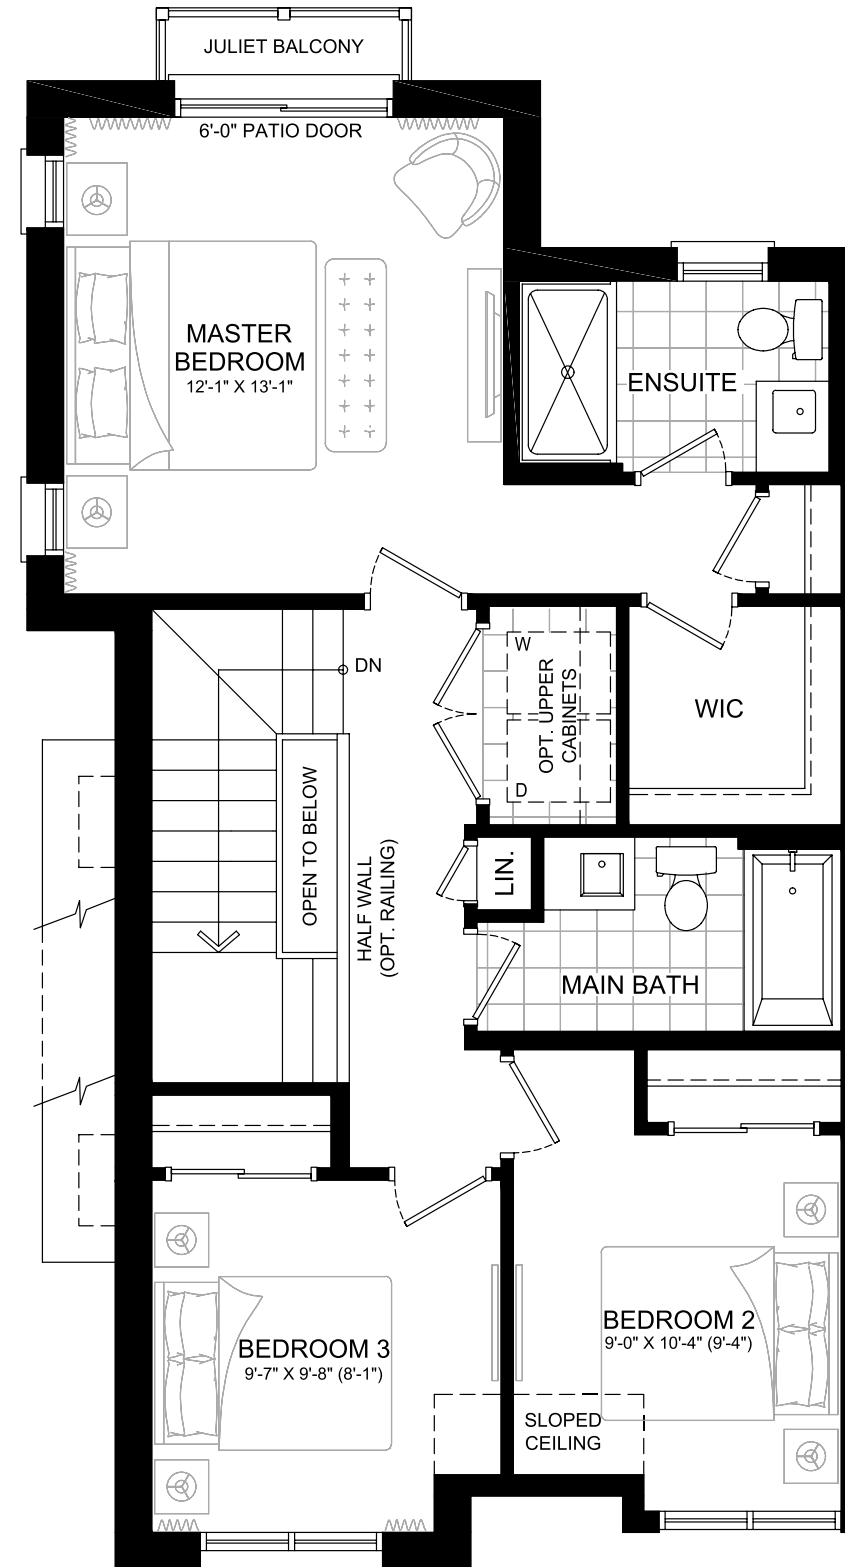 JULIET BALCONY
6'-0" PATIO DOOR
MASTER
BEDROOM
12'-1" X 13'-1"
ENSUITE
DN
W
OPT. UPPER
CABINETS
D
WIC
OPEN TO BELOW
HALF WALL
(OPT. RAILING)
LIN.
MAIN BATH
BEDROOM 2
9'-0" X 10'-4" (9'-4")
BEDROOM 3
9'-7" X 9'-8" (8'-1")
SLOPED
CEILING